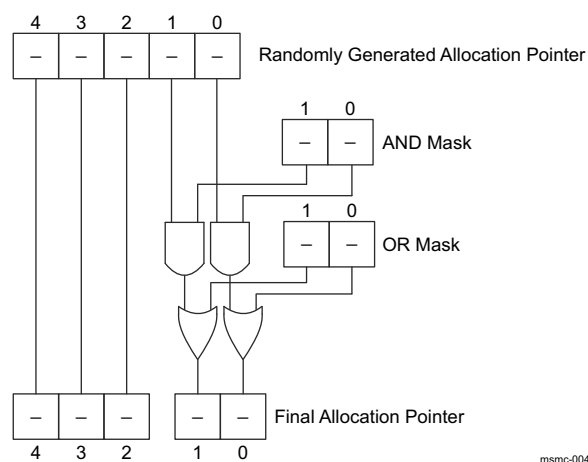 4 3 2 1 0
– – – – –
Randomly Generated Allocation Pointer
1 0
– –
AND Mask
1 0
– –
OR Mask
– – – – –
Final Allocation Pointer
4 3 2 1 0
msmc-004